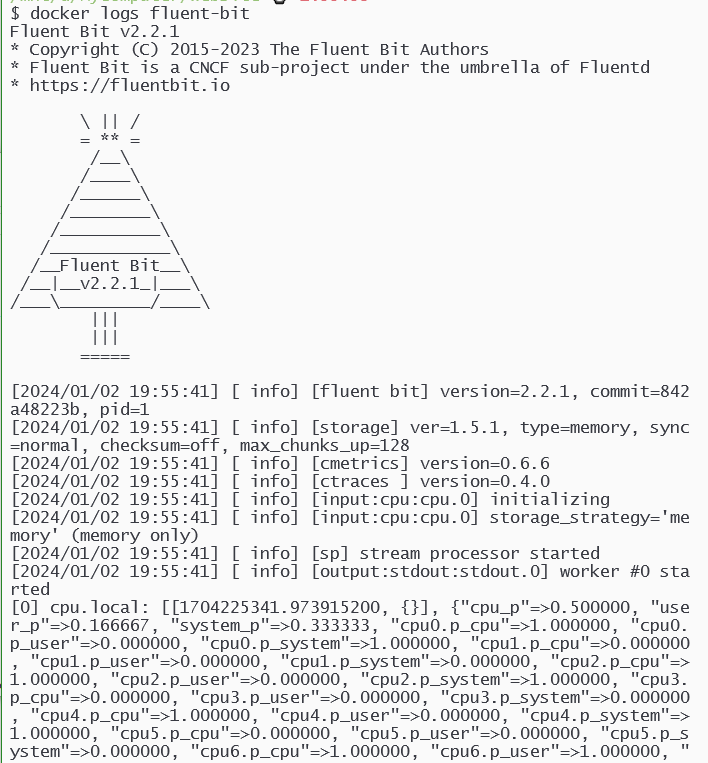 $ docker logs fluent-bit
Fluent Bit v2.2.1
* Copyright (C) 2015-2023 The Fluent Bit Authors
* Fluent Bit is a CNCF sub-project under the umbrella of Fluentd
* https://fluentbit.io

       \ || /
       = ** =
        /__\
       /____\
      /______\
     /________\
    /__________\
   /____________\
  /__Fluent Bit__\
 /__|__v2.2.1_|___\
/___\_________/____\
        |||
        |||
       =====

[2024/01/02 19:55:41] [ info] [fluent bit] version=2.2.1, commit=842
a48223b, pid=1
[2024/01/02 19:55:41] [ info] [storage] ver=1.5.1, type=memory, sync
=normal, checksum=off, max_chunks_up=128
[2024/01/02 19:55:41] [ info] [cmetrics] version=0.6.6
[2024/01/02 19:55:41] [ info] [ctraces ] version=0.4.0
[2024/01/02 19:55:41] [ info] [input:cpu:cpu.0] initializing
[2024/01/02 19:55:41] [ info] [input:cpu:cpu.0] storage_strategy='me
mory' (memory only)
[2024/01/02 19:55:41] [ info] [sp] stream processor started
[2024/01/02 19:55:41] [ info] [output:stdout:stdout.0] worker #0 sta
rted
[0] cpu.local: [[1704225341.973915200, {}], {"cpu_p"=>0.500000, "use
r_p"=>0.166667, "system_p"=>0.333333, "cpu0.p_cpu"=>1.000000, "cpu0.
p_user"=>0.000000, "cpu0.p_system"=>1.000000, "cpu1.p_cpu"=>0.000000
, "cpu1.p_user"=>0.000000, "cpu1.p_system"=>0.000000, "cpu2.p_cpu"=>
1.000000, "cpu2.p_user"=>0.000000, "cpu2.p_system"=>1.000000, "cpu3.
p_cpu"=>0.000000, "cpu3.p_user"=>0.000000, "cpu3.p_system"=>0.000000
, "cpu4.p_cpu"=>1.000000, "cpu4.p_user"=>0.000000, "cpu4.p_system"=>
1.000000, "cpu5.p_cpu"=>0.000000, "cpu5.p_user"=>0.000000, "cpu5.p_s
ystem"=>0.000000, "cpu6.p_cpu"=>1.000000, "cpu6.p_user"=>1.000000, "